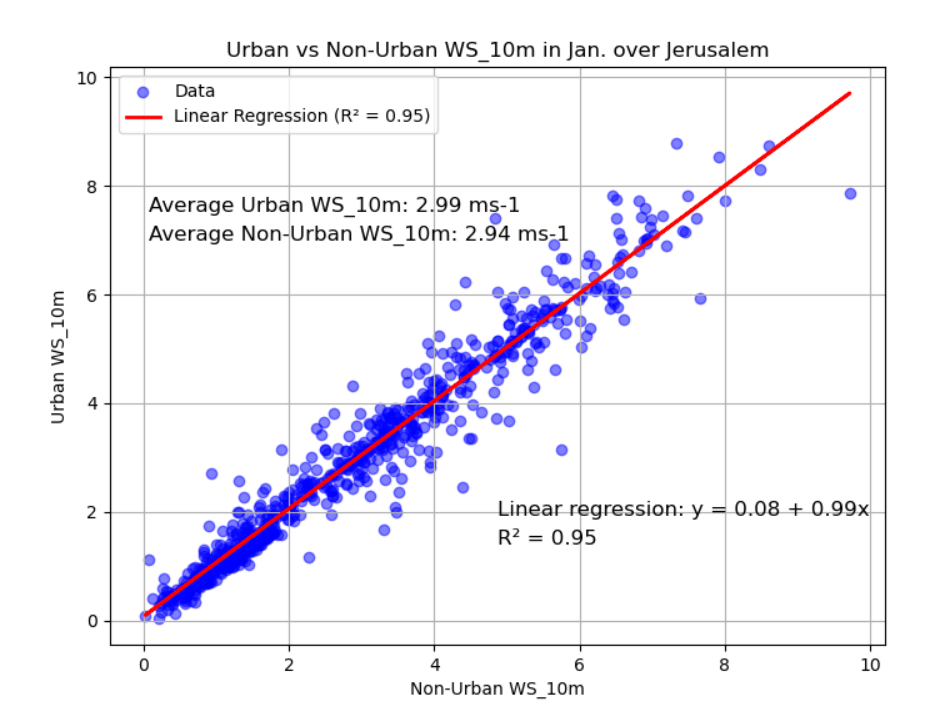 Urban vs Non-Urban WS_10m in Jan. over Jerusalem
10
Data
Linear Regression (R² = 0.95)
8
Average Urban WS_10m: 2.99 ms-1
Average Non-Urban WS_10m: 2.94 ms-1
6
Urban WS_10m
4
2
Linear regression: y = 0.08 + 0.99x
R² = 0.95
0
0 2 4 6 8 10
Non-Urban WS_10m